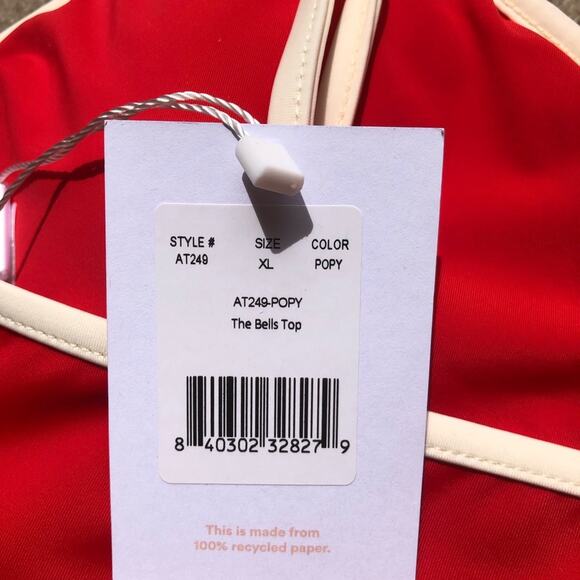 STYLE # SIZE COLOR
AT249 XL POPY
AT249-POPY
The Bells Top
8 40302 32827 9
This is made from
100% recycled paper.